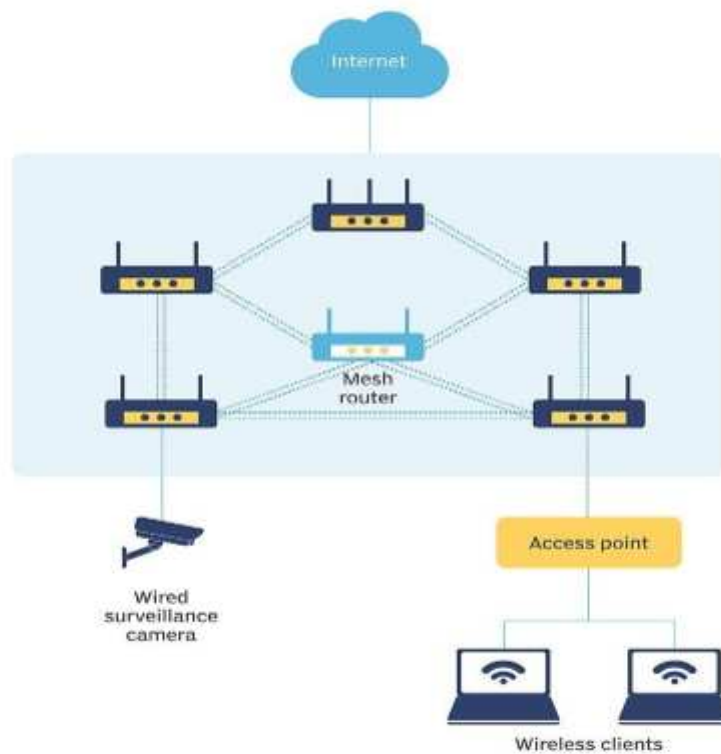 Internet
Mesh
router
Access point
Wired
surveillance
camera
Wireless clients